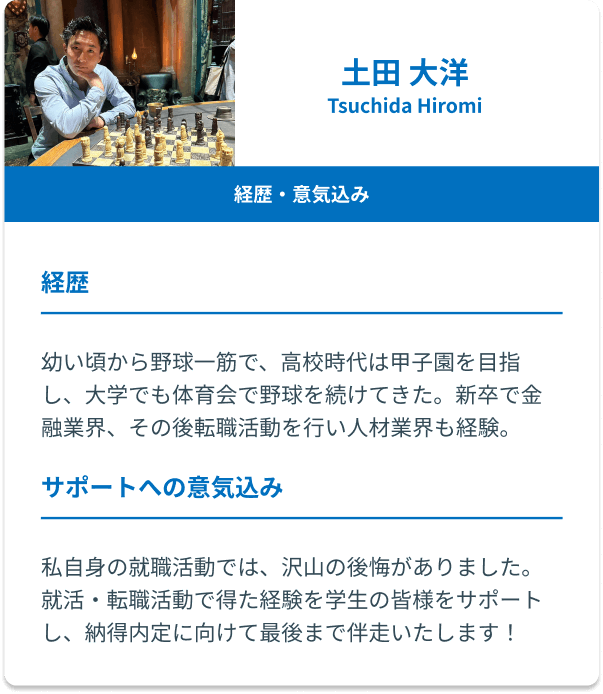 土田 大洋
Tsuchida Hiromi
経歴・意気込み
経歴
幼い頃から野球一筋で、高校時代は甲子園を目指
し、大学でも体育会で野球を続けてきた。新卒で金
融業界、その後転職活動を行い人材業界も経験。
サポートへの意気込み
私自身の就職活動では、沢山の後悔がありました。
就活・転職活動で得た経験を学生の皆様をサポート
し、納得内定に向けて最後まで伴走いたします！